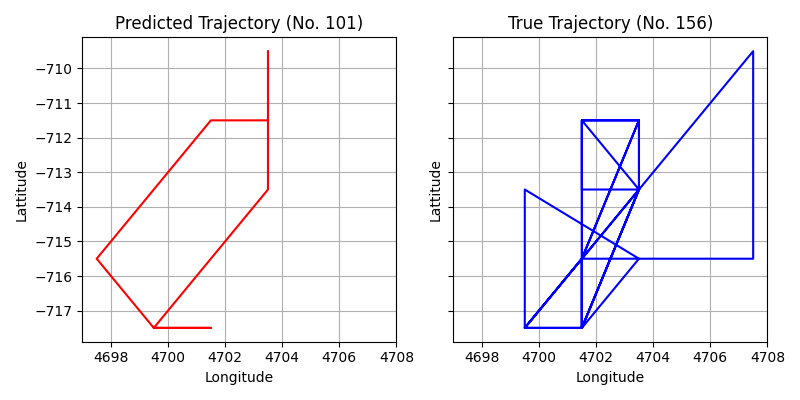 Predicted Trajectory (No. 101)
True Trajectory (No. 156)
−710
−711
−712
−713
−714
−715
−716
−717
Lattitude
Lattitude
4698 4700 4702 4704 4706 4708
4698 4700 4702 4704 4706 4708
Longitude
Longitude